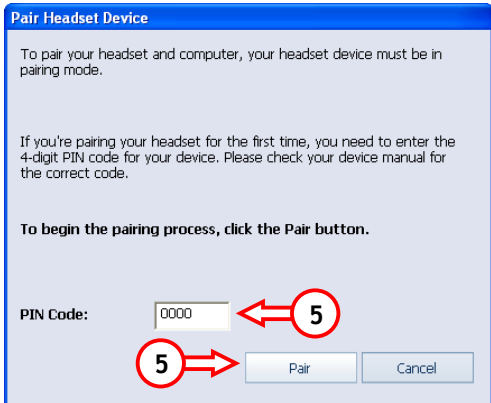 Pair Headset Device
To pair your headset and computer, your headset device must be in
pairing mode.
If you're pairing your headset for the first time, you need to enter the
4-digit PIN code for your device. Please check your device manual for
the correct code.
To begin the pairing process, click the Pair button.
PIN Code: 0000 5
5 Pair Cancel